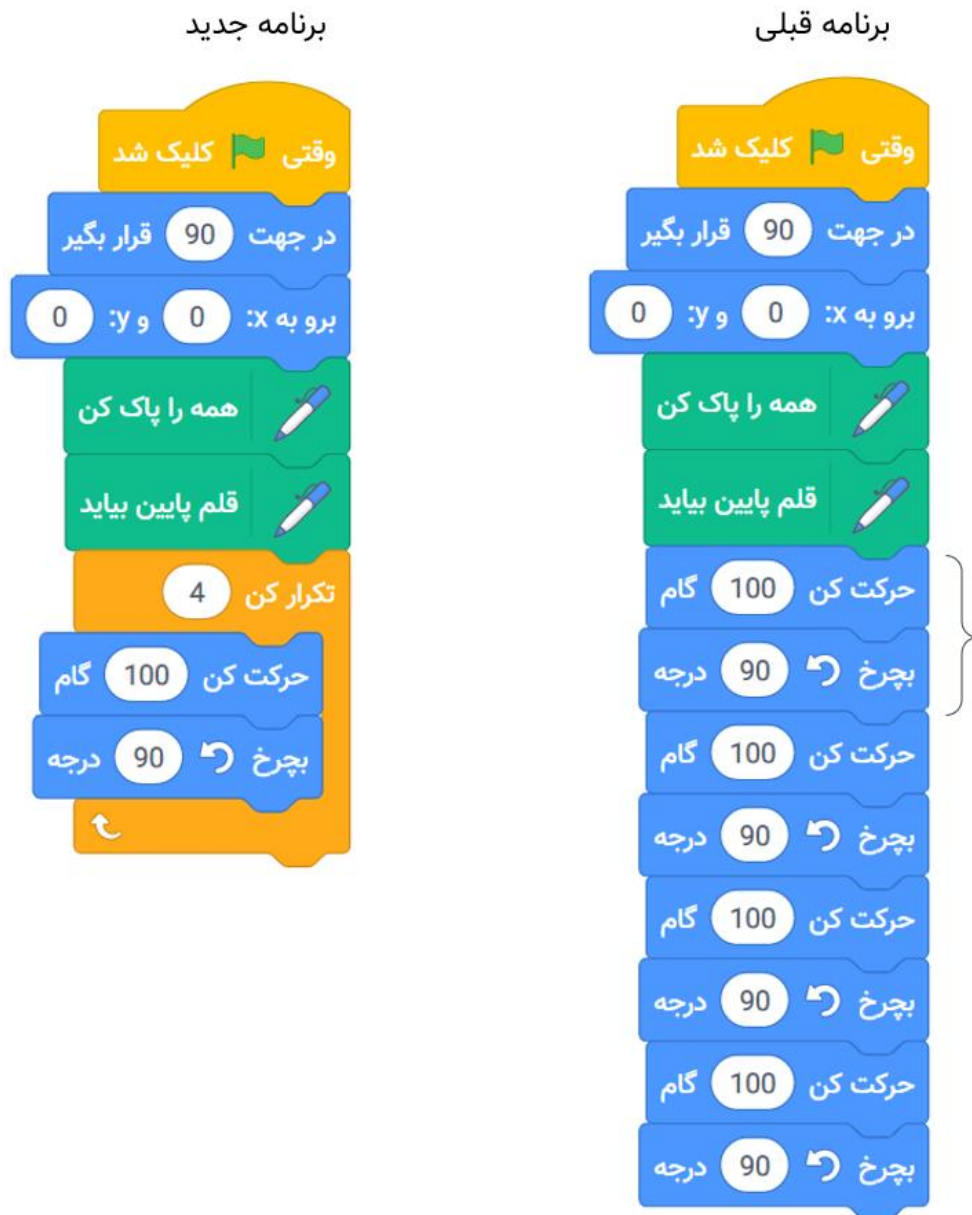 برنامه قبلی
وقتی کلیک شد
در جهت 90 قرار بگیر
برو به x: 0 و y: 0
همه را پاک کن
قلم پایین بیاید
حرکت کن 100 گام
بچرخ 90 درجه
حرکت کن 100 گام
بچرخ 90 درجه
حرکت کن 100 گام
بچرخ 90 درجه
حرکت کن 100 گام
بچرخ 90 درجه
برنامه جدید
وقتی کلیک شد
در جهت 90 قرار بگیر
برو به x: 0 و y: 0
همه را پاک کن
قلم پایین بیاید
تکرار کن 4
حرکت کن 100 گام
بچرخ 90 درجه